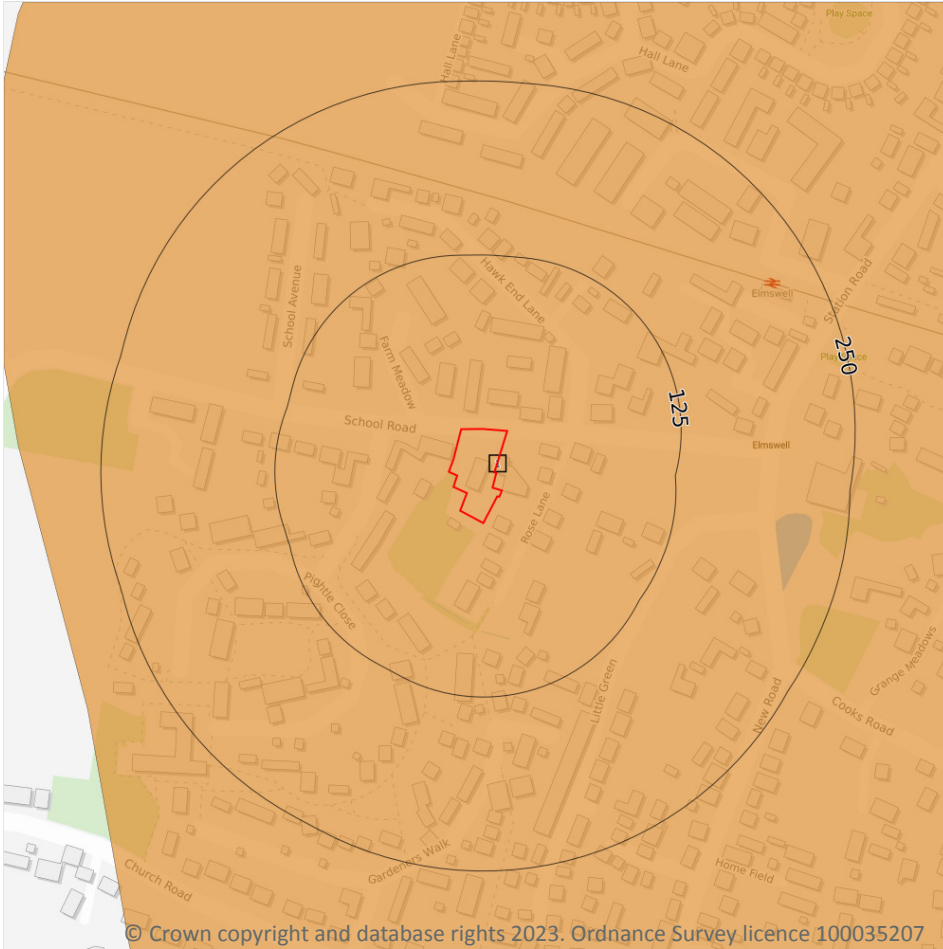 Play Space
Hall Lane
Hall Lane
Elmswell
Station Road
Hawk End Lane
School Avenue
Play Space
250
Farm Meadow
125
School Road
Elmswell
Rose Lane
Pightle Close
Grange Meadows
Little Green
New Road
Cooks Road
Gardeners Walk
Home Field
Church Road
© Crown copyright and database rights 2023. Ordnance Survey licence 100035207